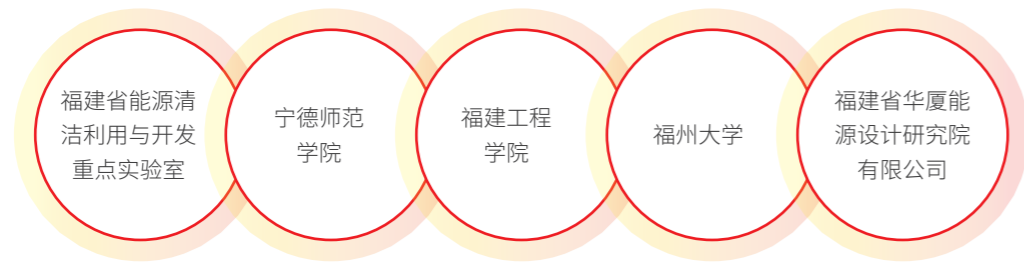 福建省能源清
洁利用与开发
重点实验室
宁德师范
学院
福建工程
学院
福州大学
福建省华厦能
源设计研究院
有限公司